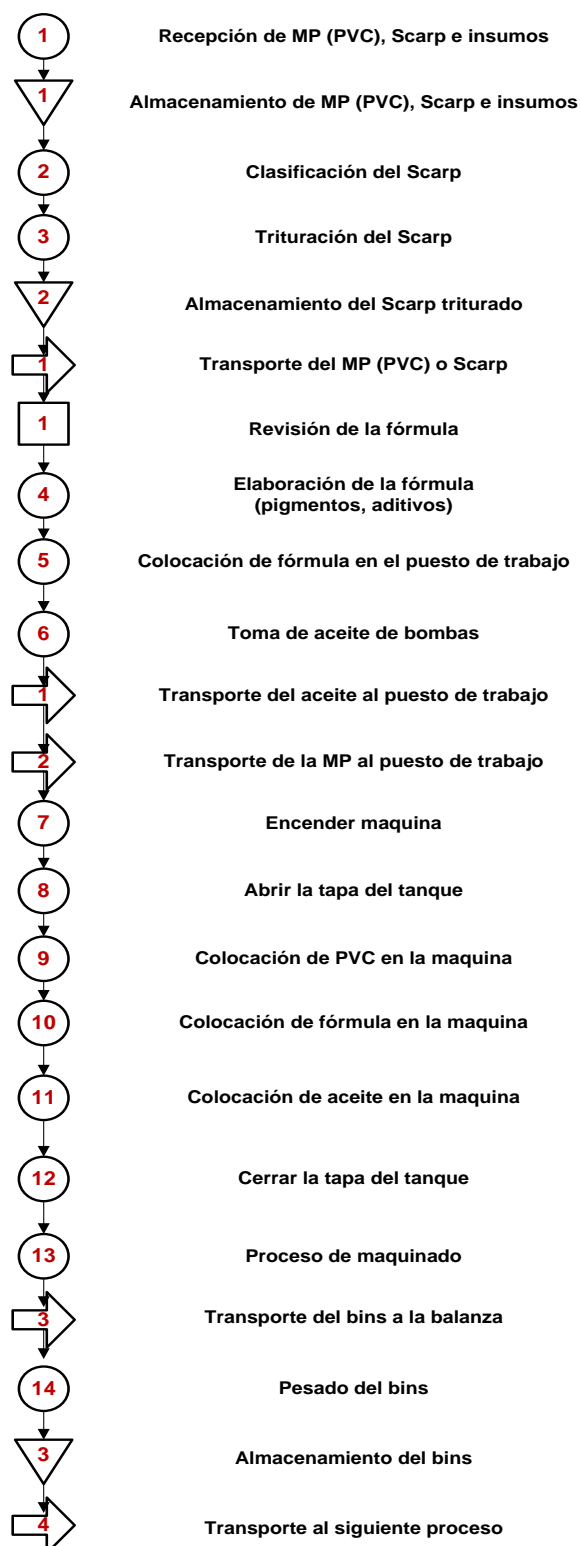 1 Recepción de MP (PVC), Scarp e insumos
1 Almacenamiento de MP (PVC), Scarp e insumos
2 Clasificación del Scarp
3 Trituración del Scarp
2 Almacenamiento del Scarp triturado
1 Transporte del MP (PVC) o Scarp
1 Revisión de la fórmula
4 Elaboración de la fórmula
(pigmentos, aditivos)
5 Colocación de fórmula en el puesto de trabajo
6 Toma de aceite de bombas
1 Transporte del aceite al puesto de trabajo
2 Transporte de la MP al puesto de trabajo
7 Encender maquina
8 Abrir la tapa del tanque
9 Colocación de PVC en la maquina
10 Colocación de fórmula en la maquina
11 Colocación de aceite en la maquina
12 Cerrar la tapa del tanque
13 Proceso de maquinado
3 Transporte del bins a la balanza
14 Pesado del bins
3 Almacenamiento del bins
4 Transporte al siguiente proceso